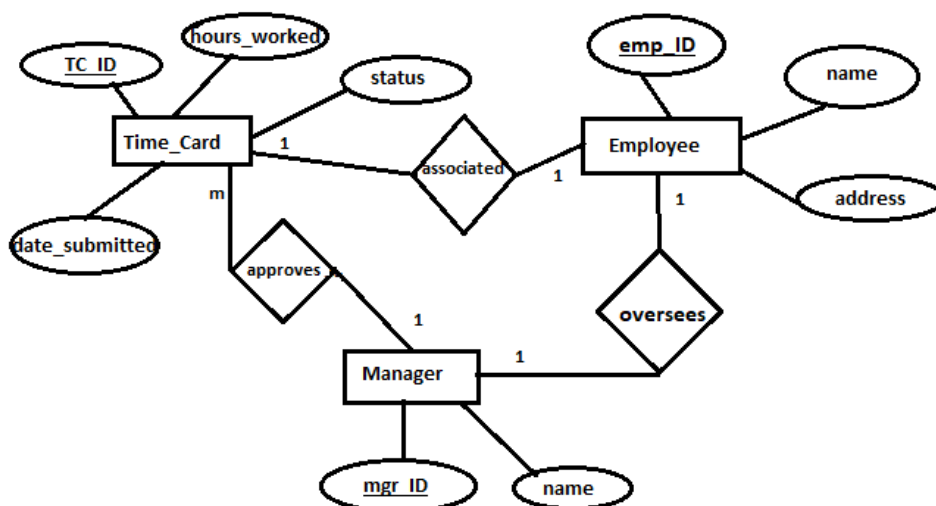 hours_worked
emp_ID
TC_ID
status
name
Time_Card
1
associated
1
Employee
m
1
address
date_submitted
approves
oversees
1
1
Manager
mgr_ID
name